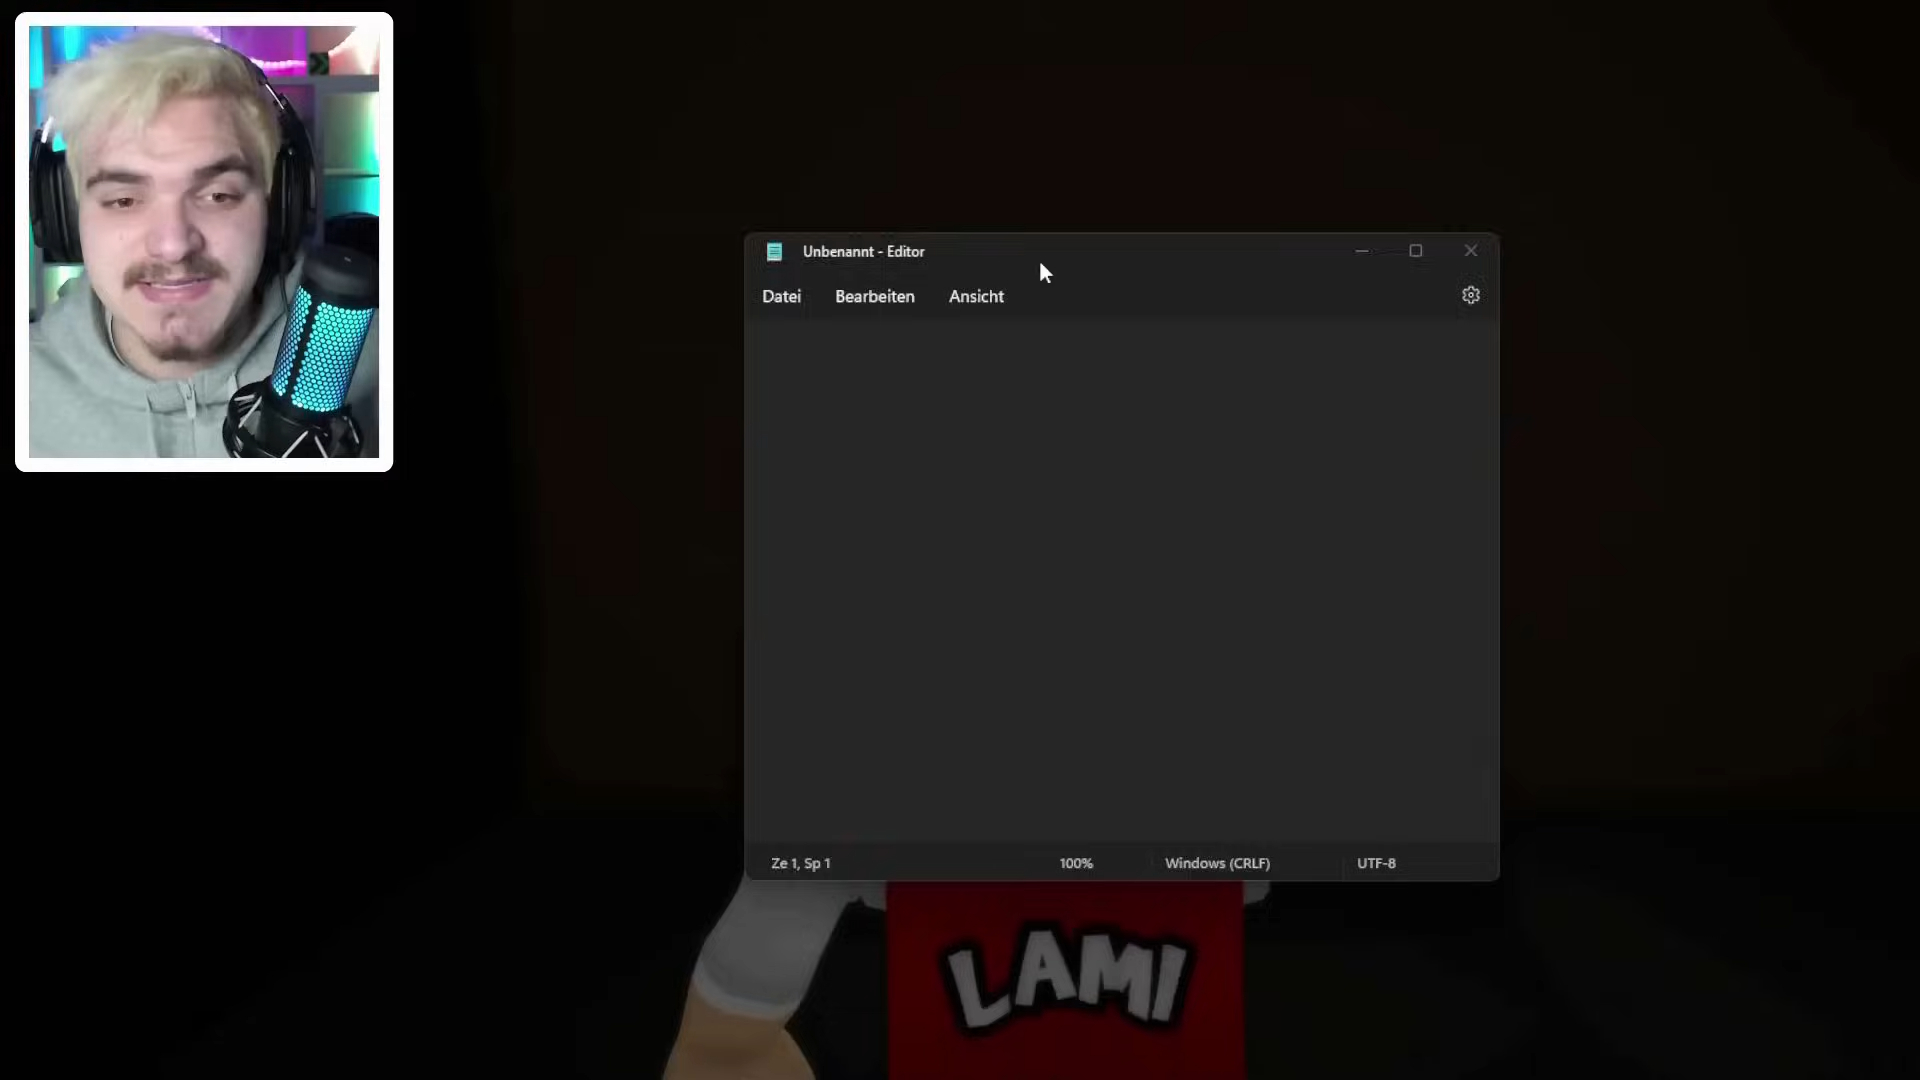 Unbenannt - Editor
Datei Bearbeiten Ansicht
Ze 1, Sp 1 100% Windows (CRLF) UTF-8
LAMI